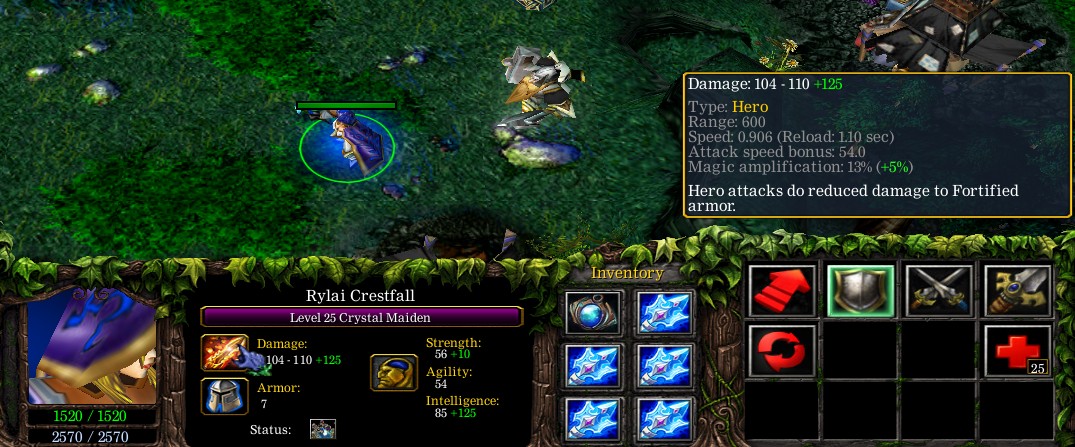 Damage: 104 - 110 +125
Type: Hero
Range: 600
Speed: 0.906 (Reload: 1.10 sec)
Attack speed bonus: 54.0
Magic amplification: 13% (+5%)
Hero attacks do reduced damage to Fortified
armor.
Inventory
Rylai Crestfall
Level 25 Crystal Maiden
Damage:
104 - 110 +125
Armor:
7
Status:
Strength:
56 +10
Agility:
54
Intelligence:
85 +125
1520 / 1520
2570 / 2570
25